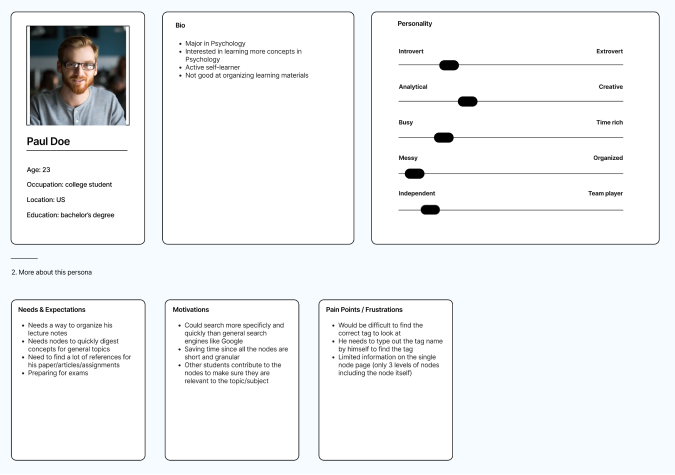 Paul Doe
Age: 23
Occupation: college student
Location: US
Education: bachelor's degree
Bio
• Major in Psychology
• Interested in learning more concepts in
Psychology
• Active self-learner
• Not good at organizing learning materials
Personality
Introvert Extrovert
Analytical Creative
Busy Time rich
Messy Organized
Independent Team player
2. More about this persona
Needs & Expectations
• Needs a way to organize his
lecture notes
• Needs nodes to quickly digest
concepts for general topics
• Need to find a lot of references for
his paper/articles/assignments
• Preparing for exams
Motivations
• Could search more specificly and
quickly than general search
engines like Google
• Saving time since all the nodes are
short and granular
• Other students contribute to the
nodes to make sure they are
relevant to the topic/subject
Pain Points / Frustrations
• Would be difficult to find the
correct tag to look at
• He needs to type out the tag name
by himself to find the tag
• Limited information on the single
node page (only 3 levels of nodes
including the node itself)